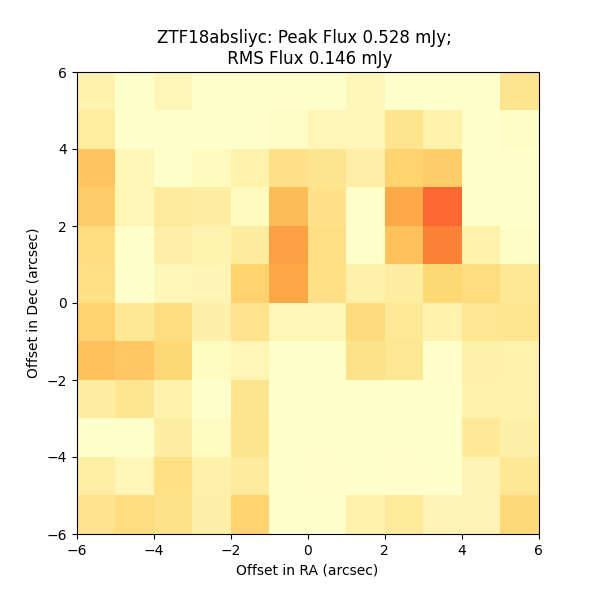 ZTF18absliyc: Peak Flux 0.528 mJy;
RMS Flux 0.146 mJy
6
4
2
0
−2
−4
−6
Offset in Dec (arcsec)
−6 −4 −2 0 2 4 6
Offset in RA (arcsec)